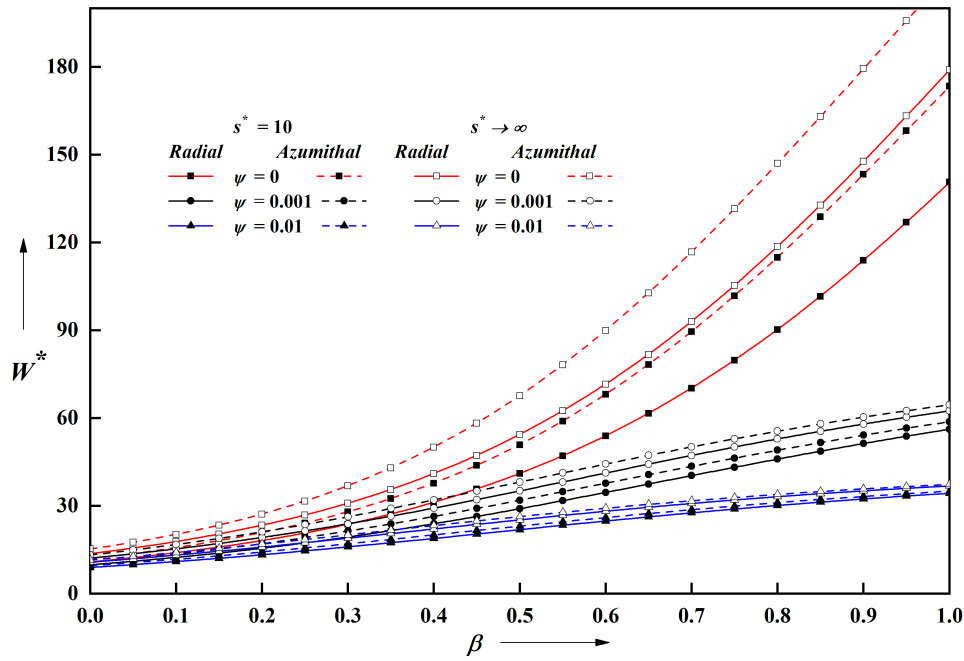 180
150
120
90
60
30
0
W*
s* = 10 s* → ∞
Radial Azumithal Radial Azumithal
ψ = 0 ψ = 0
ψ = 0.001 ψ = 0.001
ψ = 0.01 ψ = 0.01
0.0 0.1 0.2 0.3 0.4 0.5 0.6 0.7 0.8 0.9 1.0
β